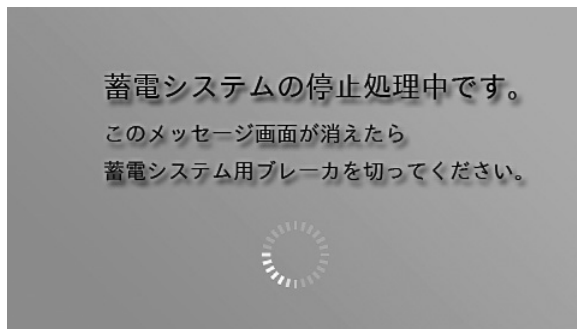 蓄電システムの停止処理中です。
このメッセージ画面が消えたら
蓄電システム用ブレーカを切ってください。